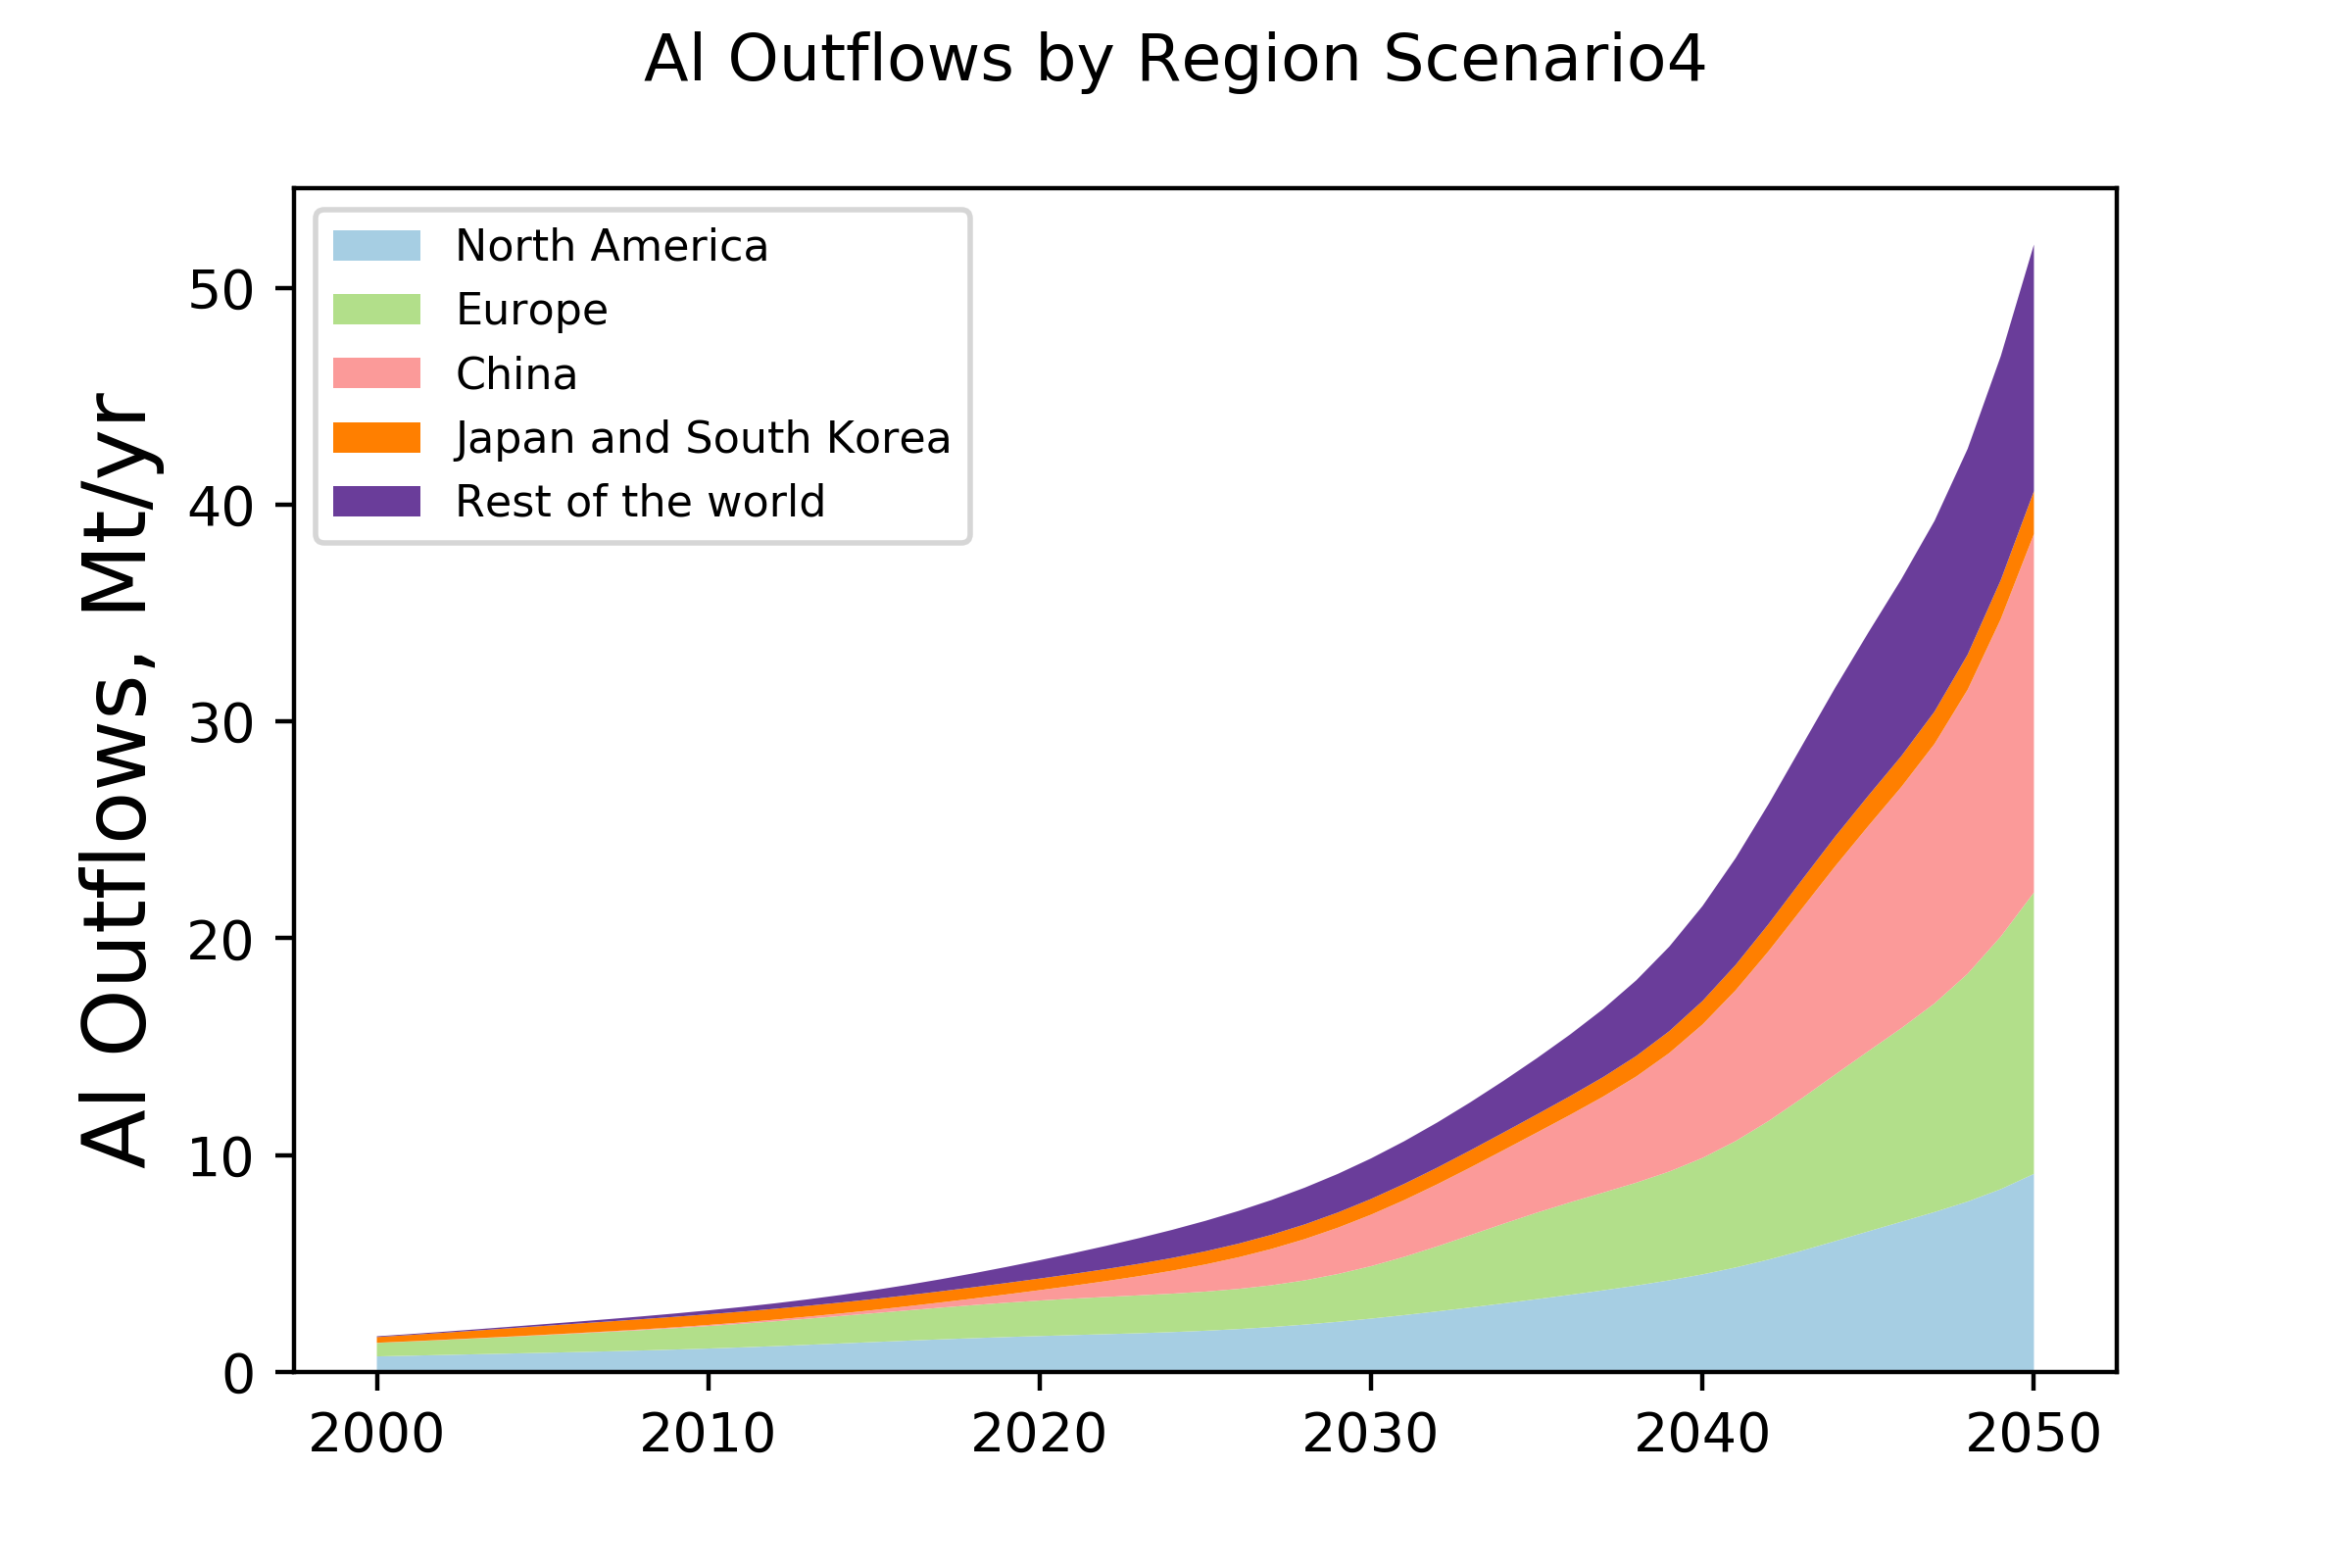 Al Outflows by Region Scenario4
Al Outflows, Mt/yr
50
40
30
20
10
0
North America
Europe
China
Japan and South Korea
Rest of the world
2000 2010 2020 2030 2040 2050